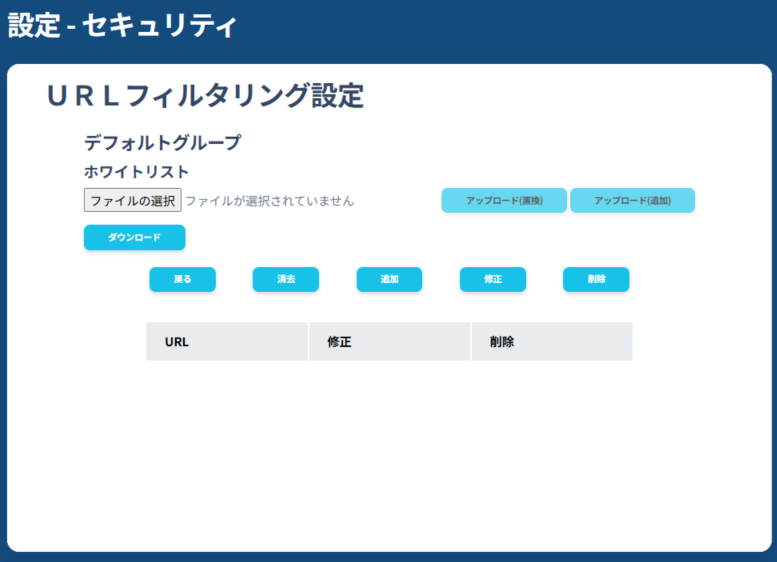 設定 - セキュリティ
ＵＲＬフィルタリング設定
デフォルトグループ
ホワイトリスト
ファイルの選択 ファイルが選択されていません アップロード(置換) アップロード(追加)
ダウンロード
戻る 消去 追加 修正 削除
URL 修正 削除